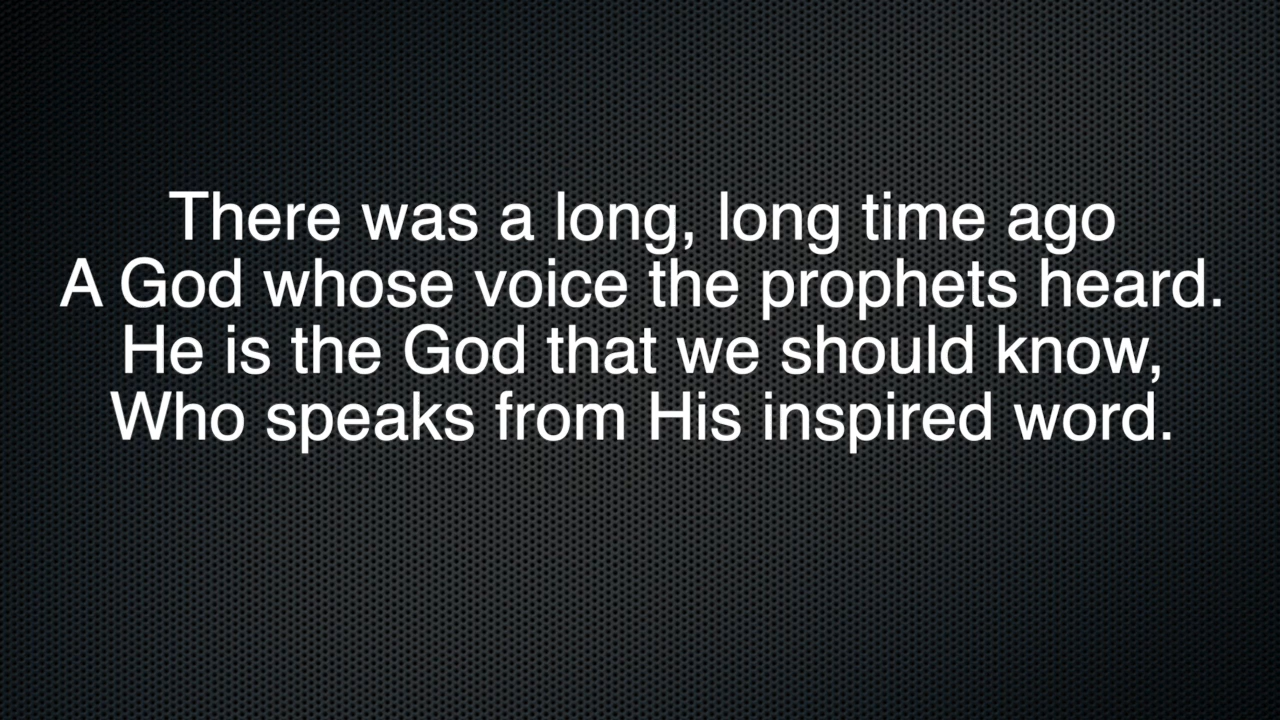 There was a long, long time ago
A God whose voice the prophets heard.
He is the God that we should know,
Who speaks from His inspired word.